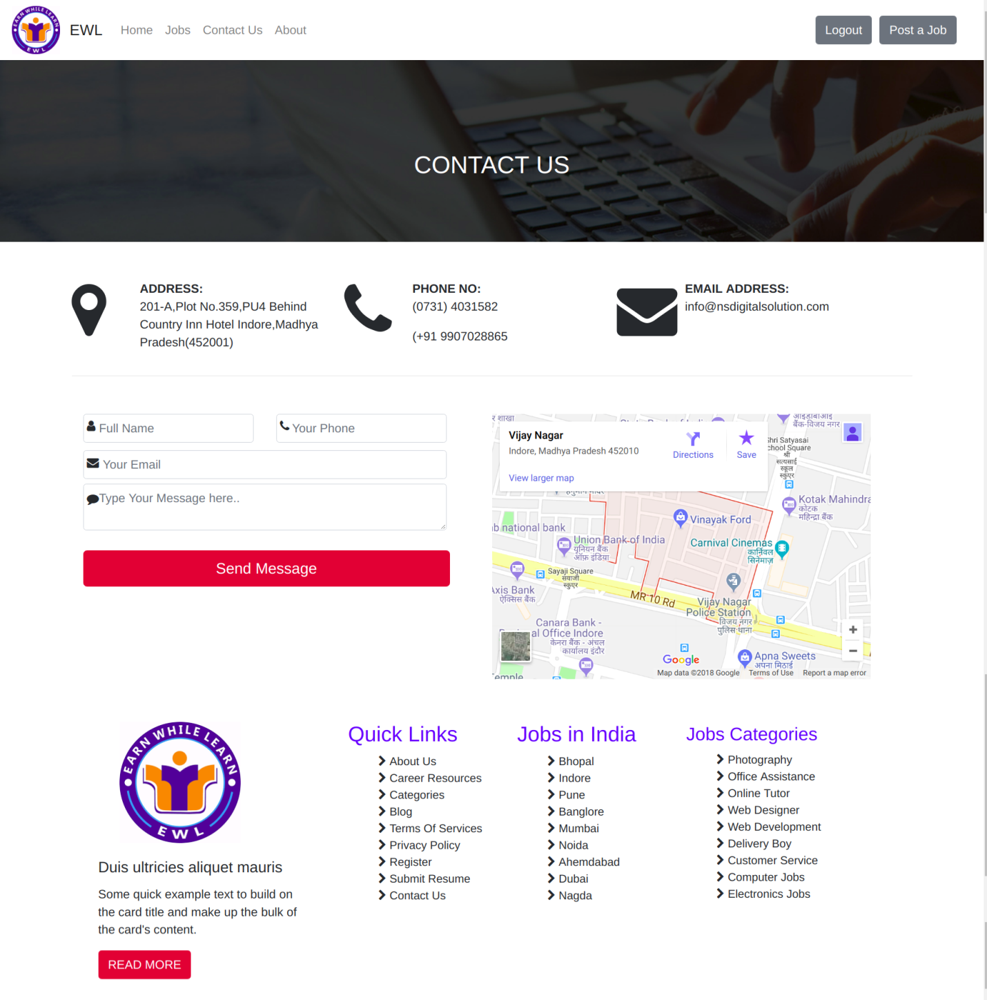 EARN WHILE LEARN
EWL
EWL
Home
Jobs
Contact Us
About
Logout
Post a Job
CONTACT US
ADDRESS:
201-A,Plot No.359,PU4 Behind
Country Inn Hotel Indore,Madhya
Pradesh(452001)
PHONE NO:
(0731) 4031582
(+91 9907028865
EMAIL ADDRESS:
info@nsdigitalsolution.com
Full Name
Your Phone
Your Email
Type Your Message here..
Send Message
Vijay Nagar
Indore, Madhya Pradesh 452010
View larger map
Directions
Save
बैंक-विजय नगर
Shri Satyasai
chool Square
श्री
सत्यसाई
स्कूल
स्कुएर
Kotak Mahindra
कोटक
महिन्द्रा बैंक
Vinayak Ford
b national bank
Union Bank of India
यूनियन बैंक
ऑफ़ इंडिया
Carnival Cinemas
कार्निवल
सिनेमाज़
Sayaji Square
सयाजी
स्कुएर
Axis Bank
ऐक्सिस बैंक
MR 10 Rd
Vijay Nagar
Police Station
विजय नगर
पुलिस थाना
Canara Bank -
al Office Indore
केनरा बैंक - अंचल
कार्यालय इंदौर
Apna Sweets
अपना मिठाई
Temple
Google
Map data ©2018 Google
Terms of Use
Report a map error
EARN WHILE LEARN
EWL
Duis ultricies aliquet mauris
Some quick example text to build on
the card title and make up the bulk of
the card's content.
READ MORE
Quick Links
About Us
Career Resources
Categories
Blog
Terms Of Services
Privacy Policy
Register
Submit Resume
Contact Us
Jobs in India
Bhopal
Indore
Pune
Banglore
Mumbai
Noida
Ahemdabad
Dubai
Nagda
Jobs Categories
Photography
Office Assistance
Online Tutor
Web Designer
Web Development
Delivery Boy
Customer Service
Computer Jobs
Electronics Jobs